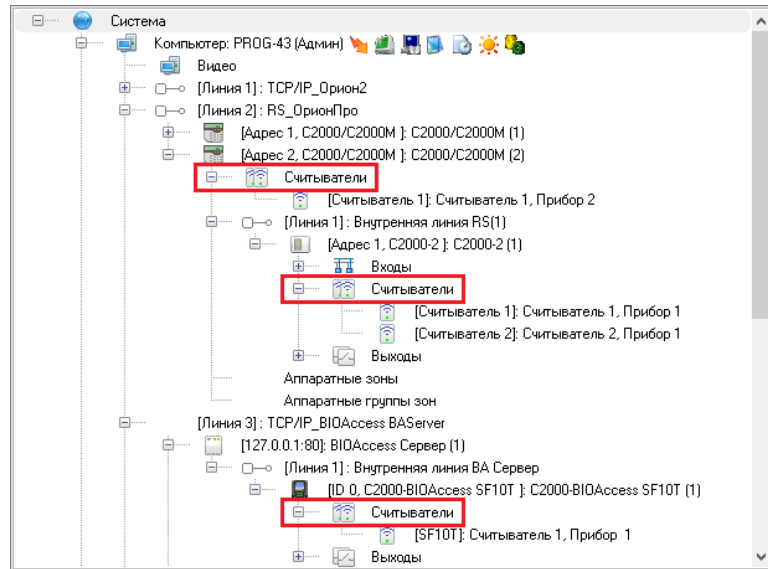 Система
Компьютер: PROG-43 (Админ)
Видео
[Линия 1] : TCP/IP_Орион2
[Линия 2] : RS_ОрионПро
[Адрес 1, С2000/С2000М ]: С2000/С2000М (1)
[Адрес 2, С2000/С2000М ]: С2000/С2000М (2)
Считыватели
[Считыватель 1]: Считыватель 1, Прибор 2
[Линия 1] : Внутренняя линия RS(1)
[Адрес 1, С2000-2 ]: С2000-2 (1)
Входы
Считыватели
[Считыватель 1]: Считыватель 1, Прибор 1
[Считыватель 2]: Считыватель 2, Прибор 1
Выходы
Аппаратные зоны
Аппаратные группы зон
[Линия 3] : TCP/IP_BIOAccess BAServer
[127.0.0.1:80]: BIOAccess Сервер (1)
[Линия 1] : Внутренняя линия BA Сервер
[ID 0, C2000-BIOAccess SF10T ]: C2000-BIOAccess SF10T (1)
Считыватели
[SF10T]: Считыватель 1, Прибор 1
Выходы